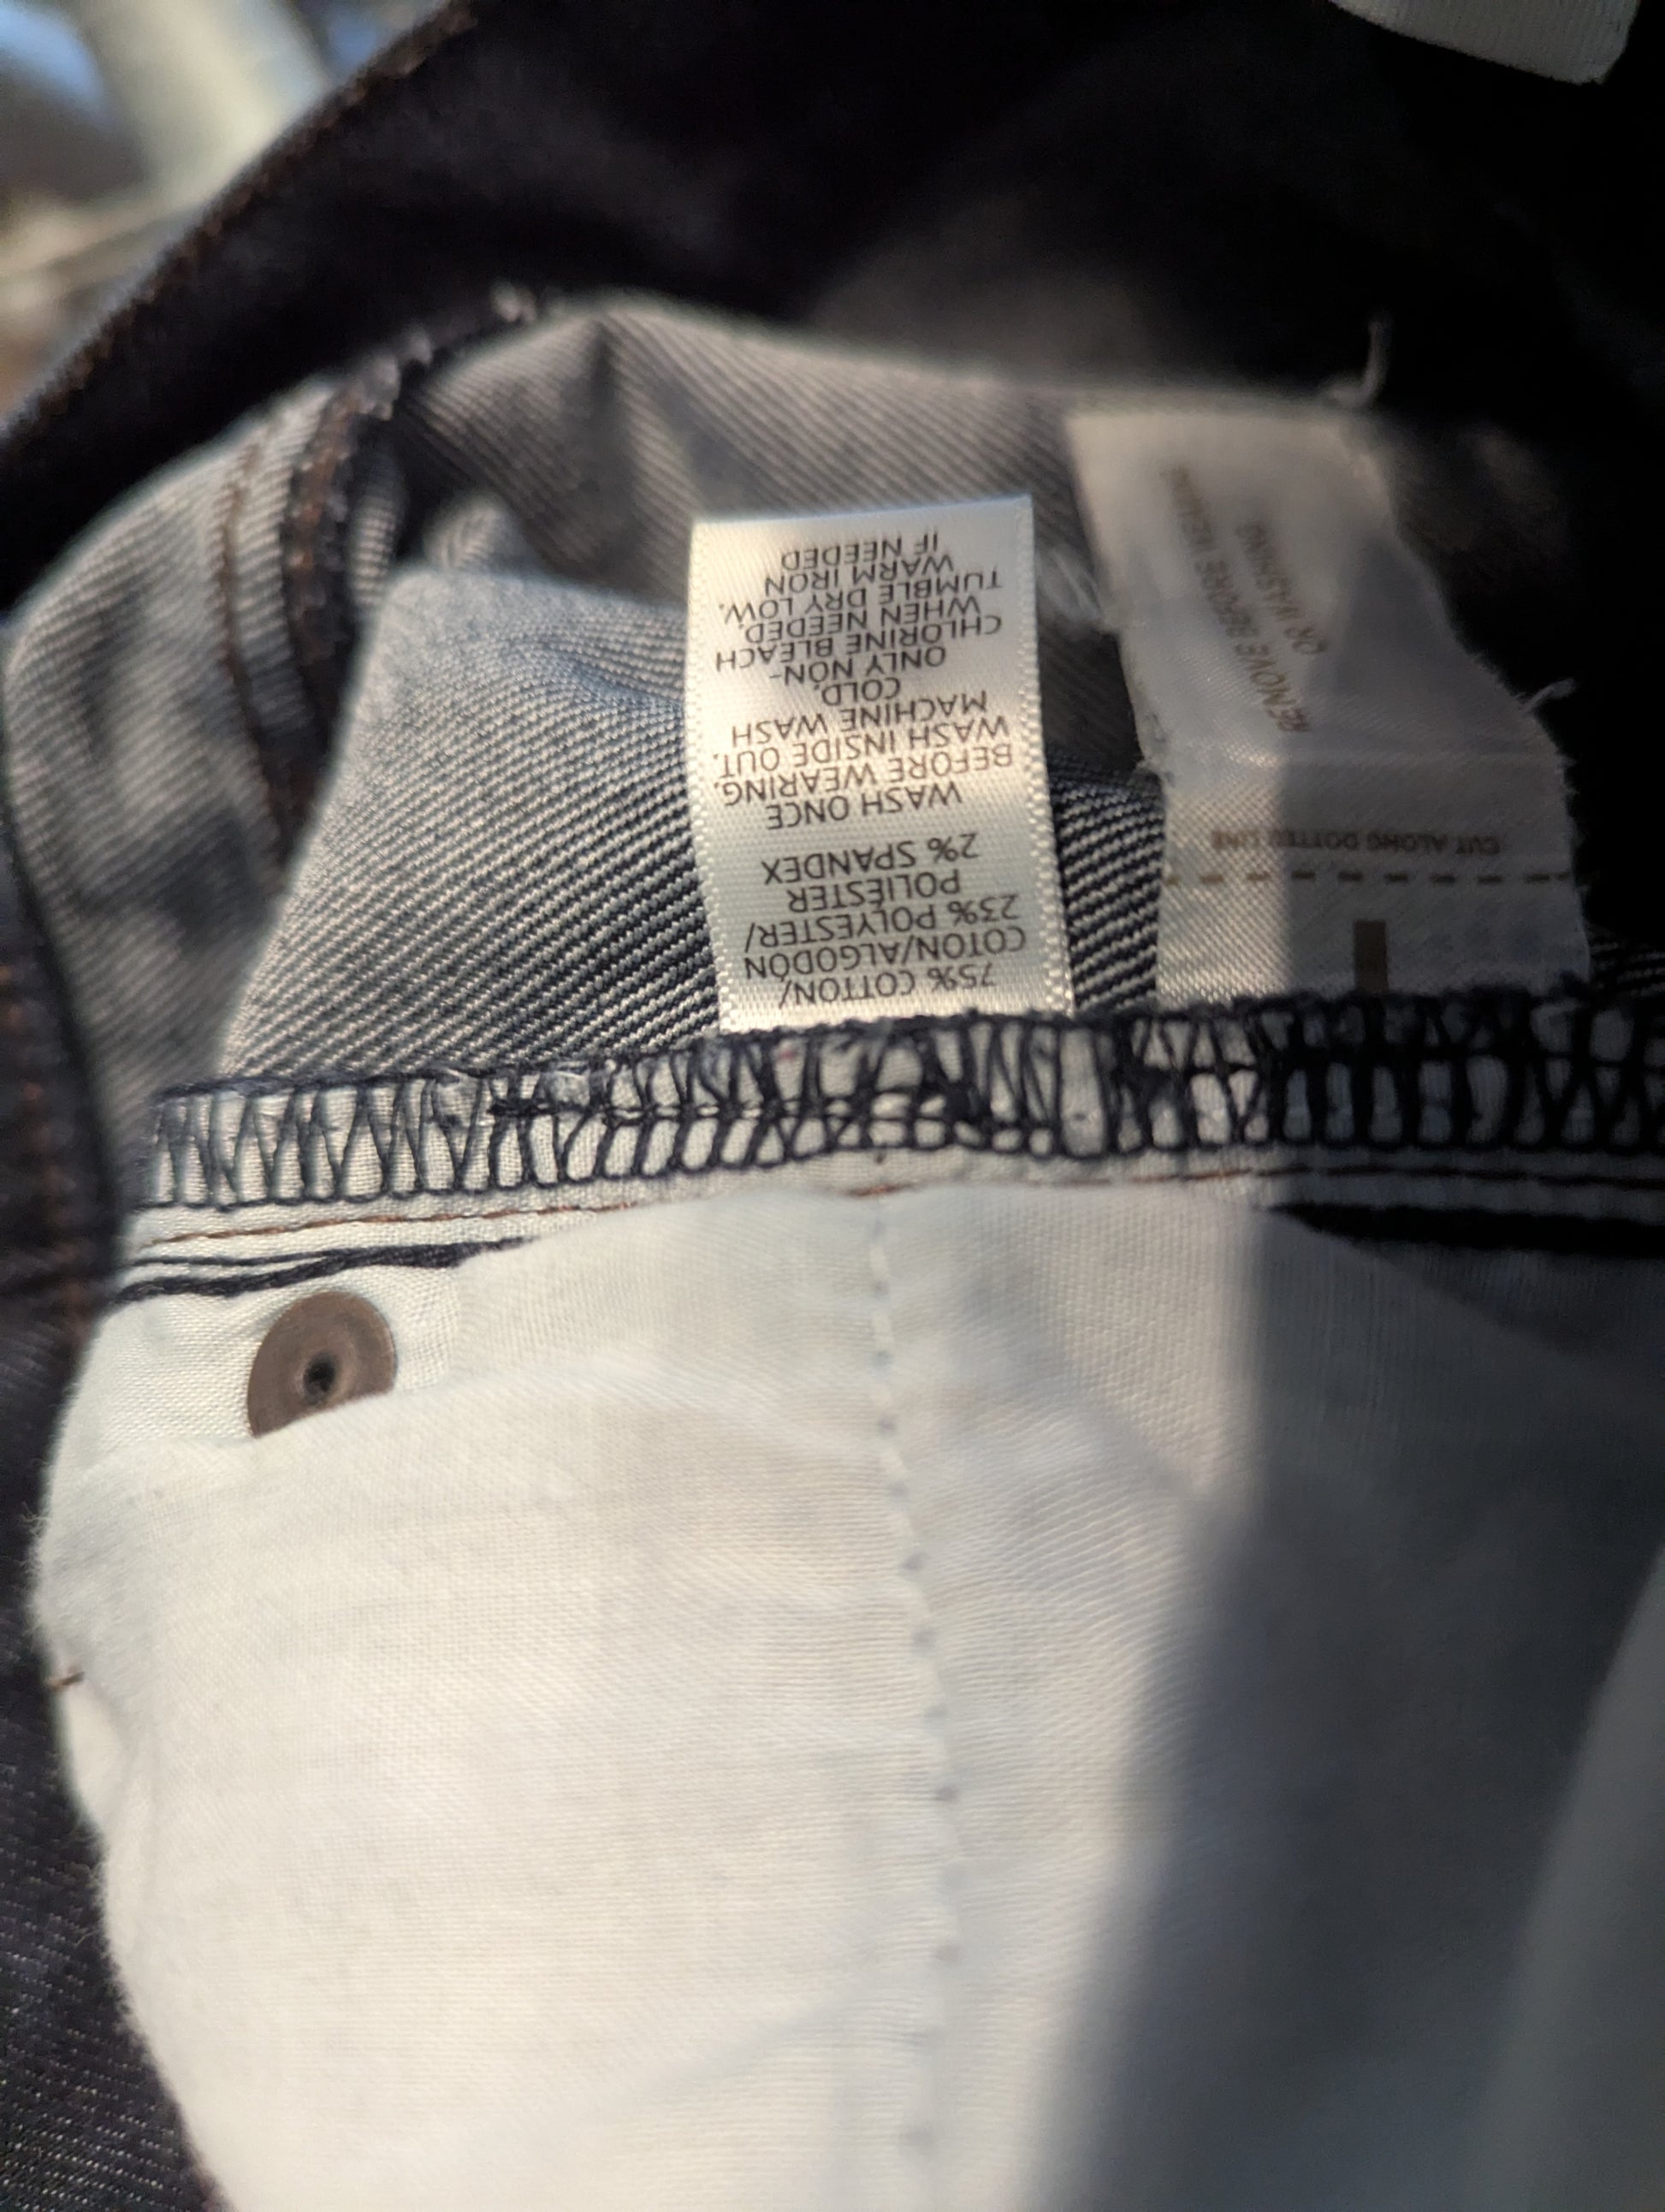 75% COTTON/
COTON/ALGODÓN
23% POLYESTER/
POLIÉSTER
2% SPANDEX
WASH ONCE
BEFORE WEARING.
WASH INSIDE OUT.
MACHINE WASH
COLD.
ONLY NON-
CHLORINE BLEACH
WHEN NEEDED.
TUMBLE DRY LOW.
WARM IRON
IF NEEDED
CUT ALONG DOTTED LINE
REMOVE BEFORE WEARING
OR WASHING